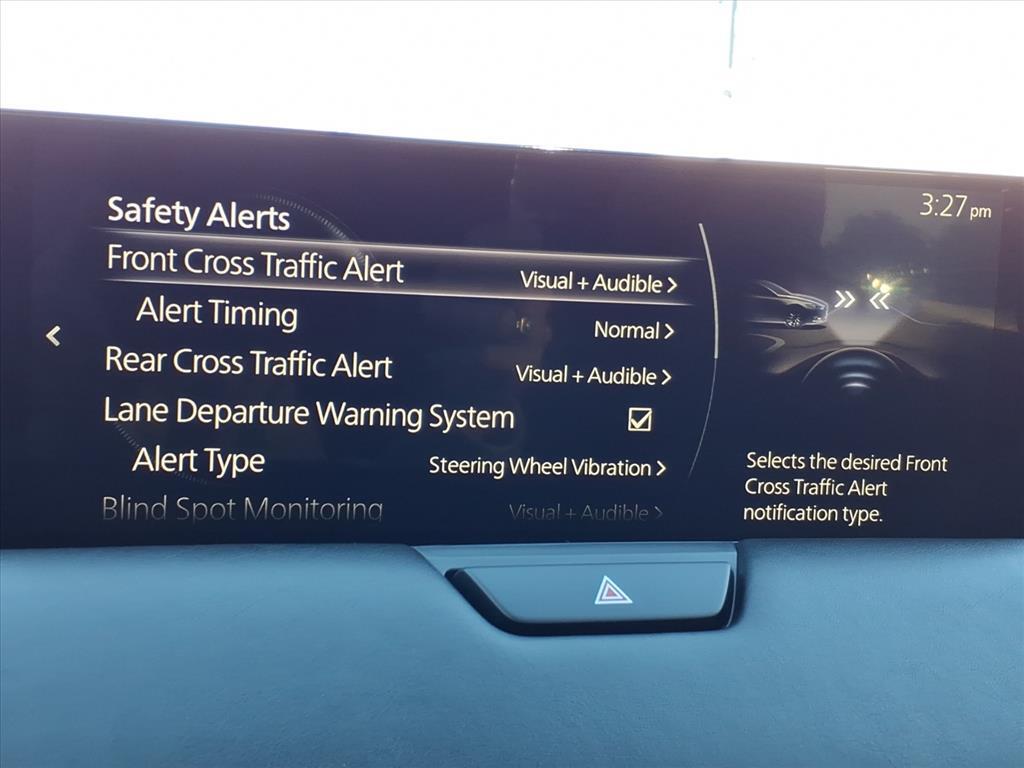 3:27 pm
Safety Alerts
Front Cross Traffic Alert Visual + Audible >
Alert Timing Normal >
Rear Cross Traffic Alert Visual + Audible >
Lane Departure Warning System
Alert Type Steering Wheel Vibration >
Blind Spot Monitoring Visual + Audible >
Selects the desired Front
Cross Traffic Alert
notification type.